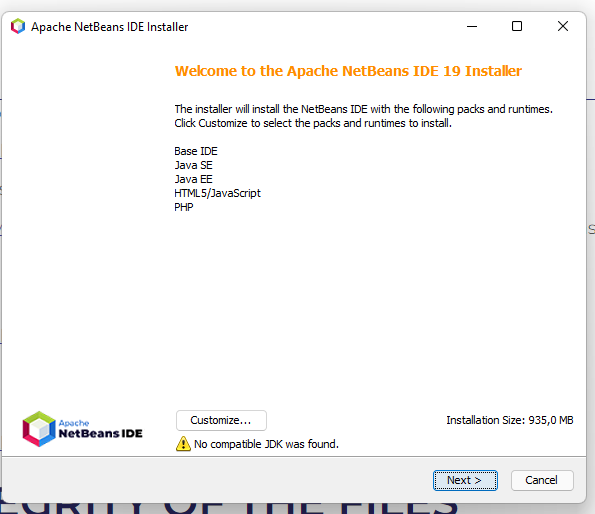 Apache NetBeans IDE Installer
Welcome to the Apache NetBeans IDE 19 Installer
The installer will install the NetBeans IDE with the following packs and runtimes.
Click Customize to select the packs and runtimes to install.
Base IDE
Java SE
Java EE
HTML5/JavaScript
PHP
Apache
NetBeans IDE
Customize...
Installation Size: 935,0 MB
No compatible JDK was found.
Next >
Cancel
EGRITY OF THE FILES